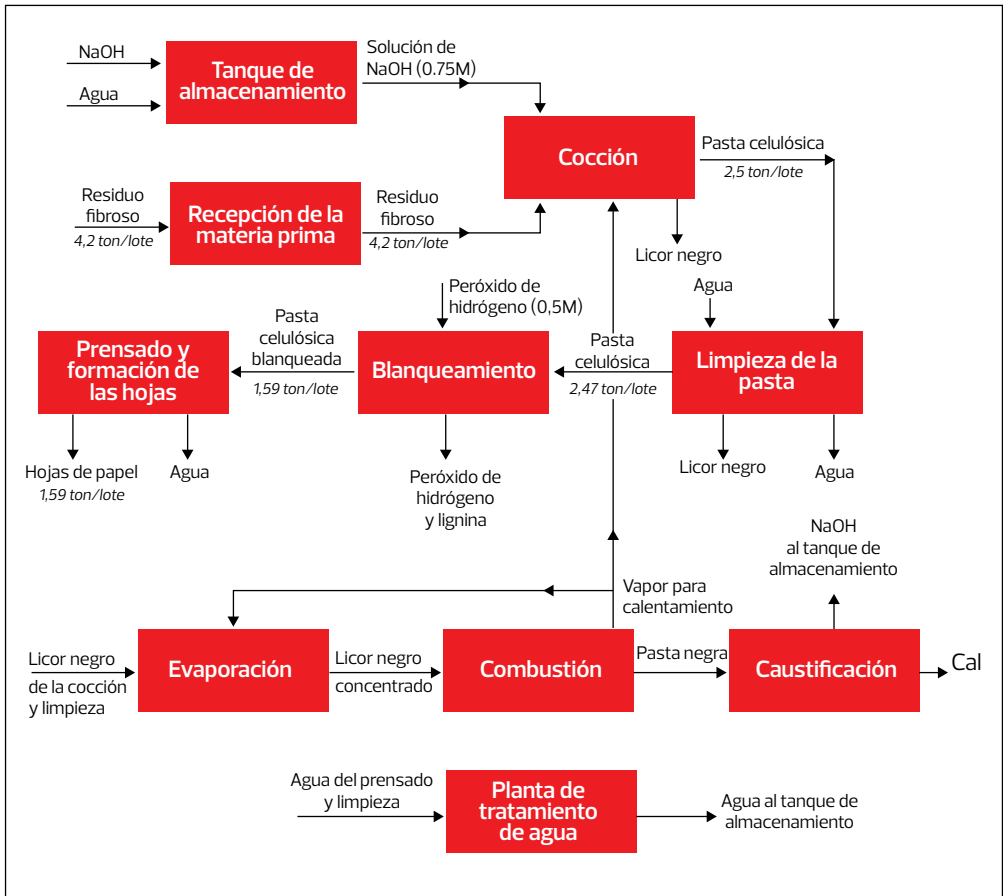 NaOH
Agua
Tanque de
almacenamiento
Solución de
NaOH (0.75M)
Cocción
Pasta celulósica
2,5 ton/lote
Residuo
fibroso
4,2 ton/lote
Recepción de la
materia prima
Residuo
fibroso
4,2 ton/lote
Licor negro
Agua
Peróxido de
hidrógeno (0,5M)
Prensado y
formación de
las hojas
Pasta
celulósica
blanqueada
1,59 ton/lote
Blanqueamiento
Pasta
celulósica
2,47 ton/lote
Limpieza de la
pasta
Hojas de papel
1,59 ton/lote
Agua
Peróxido de
hidrógeno
y lignina
Licor negro
Agua
NaOH
al tanque de
almacenamiento
Vapor para
calentamiento
Licor negro
de la cocción
y limpieza
Evaporación
Licor negro
concentrado
Combustión
Pasta negra
Caustificación
Cal
Agua del prensado
y limpieza
Planta de
tratamiento
de agua
Agua al tanque de
almacenamiento